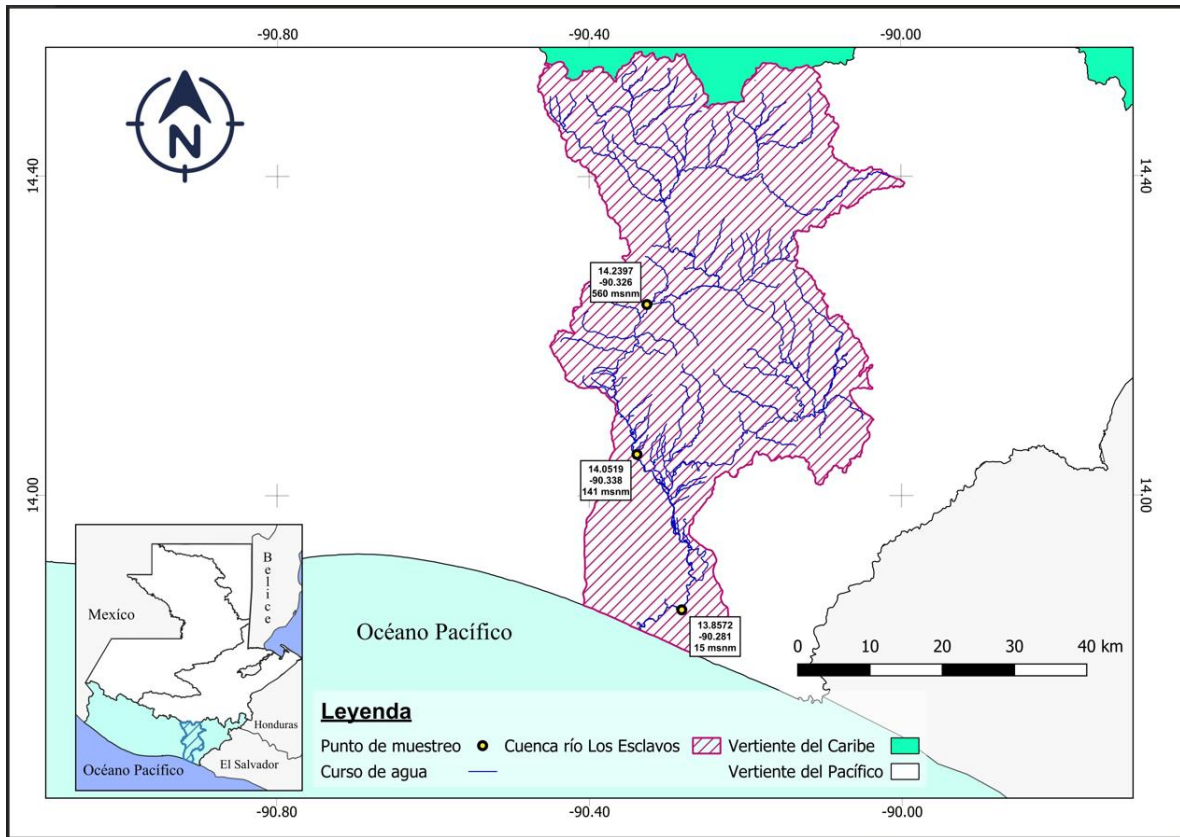 -90.80
-90.40
-90.00
N
14.40
14.40
14.2397
-90.326
560 msnm
14.0519
-90.338
141 msnm
14.00
14.00
13.8572
-90.281
15 msnm
Océano Pacífico
0
10
20
30
40 km
Mexíco
Belice
Honduras
El Salvador
Océano Pacífico
Leyenda
Punto de muestreo
Cuenca río Los Esclavos
Vertiente del Caribe
Curso de agua
Vertiente del Pacífico
-90.80
-90.40
-90.00